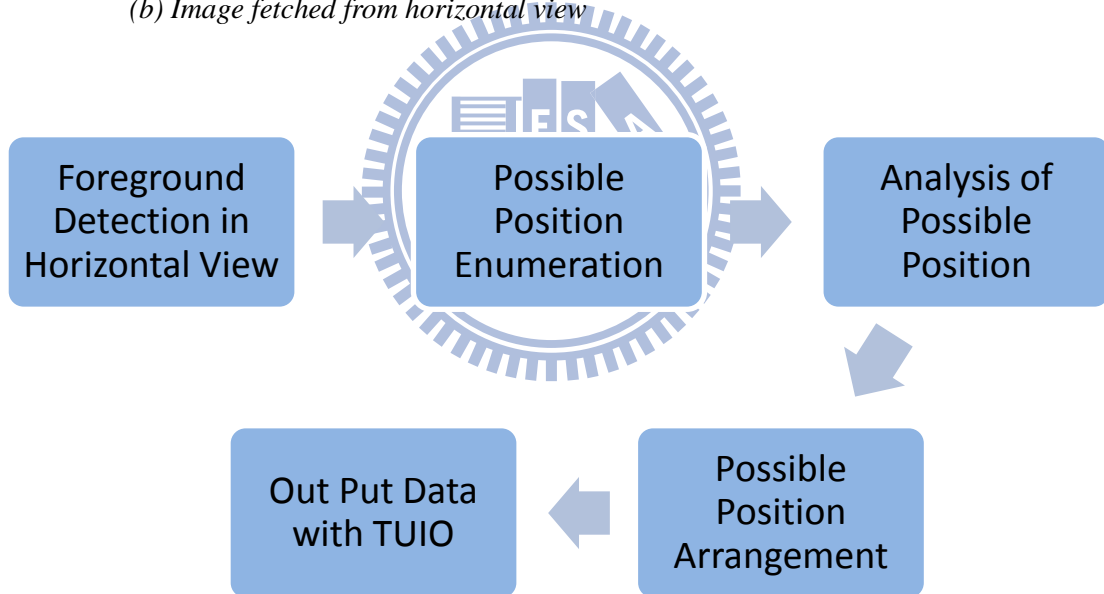 (b) Image fetched from horizontal view
E S A
Foreground
Detection in
Horizontal View
Possible
Position
Enumeration
Analysis of
Possible
Position
Possible
Position
Arrangement
Out Put Data
with TUIO